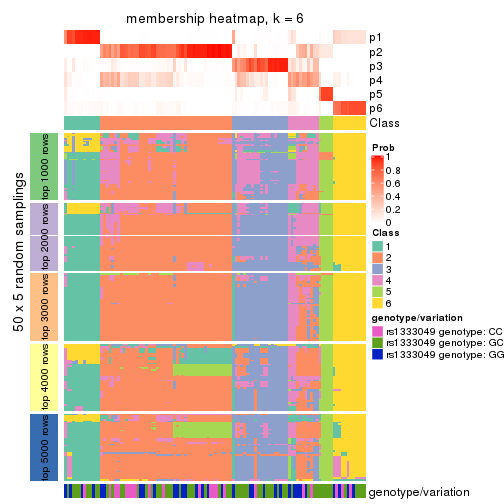 membership heatmap, k = 6
p1
p2
p3
p4
p5
p6
Class
50 x 5 random samplings
top 1000 rows
top 2000 rows
top 3000 rows
top 4000 rows
top 5000 rows
Prob
1
0.8
0.6
0.4
0.2
0
Class
1
2
3
4
5
6
genotype/variation
rs1333049 genotype: CC
rs1333049 genotype: GC
rs1333049 genotype: GG
genotype/variation